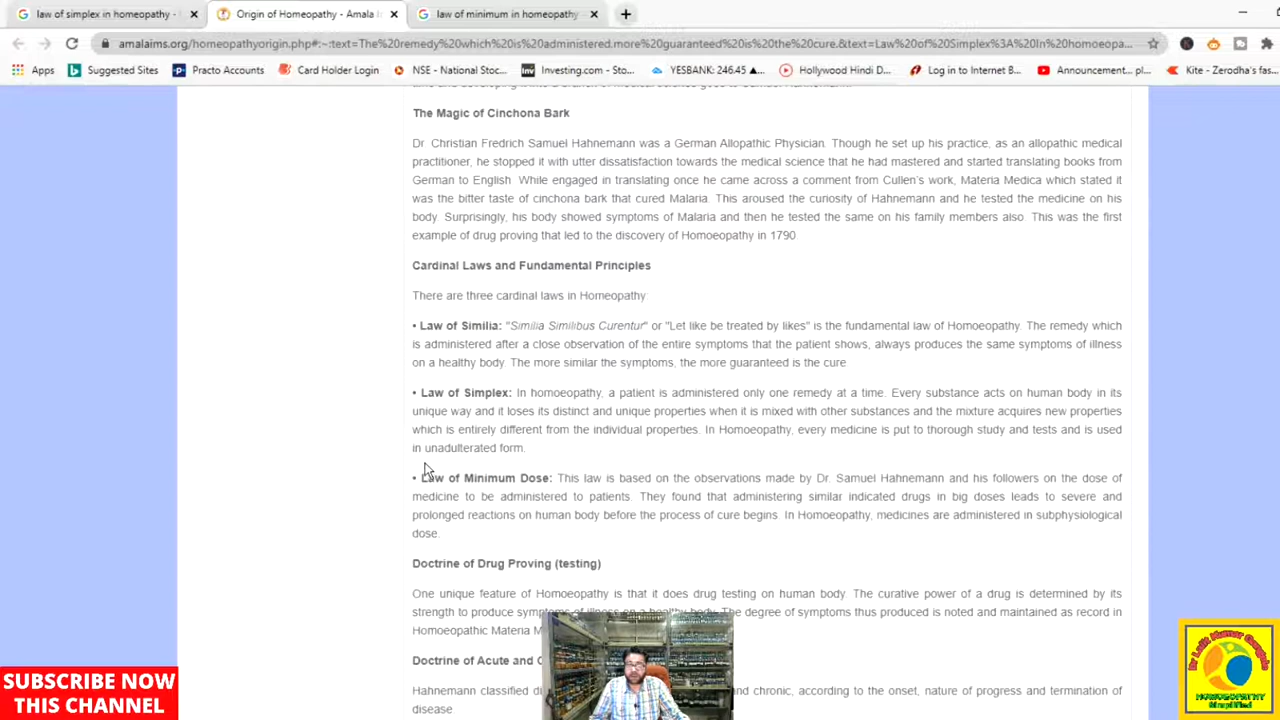 law of simplex in homeopathy -
Origin of Homeopathy - Amala
law of minimum in homeopathy
amalaims.org/homeopathyorigin.php#:~:text=The%20remedy%20which%20is%20administered.more%20guaranteed%20is%20the%20cure.&text=Law%20of%20Simplex%3A%20In%20homoeopa...
Apps
Suggested Sites
Practo Accounts
Card Holder Login
NSE - National Stoc...
Investing.com - Sto...
YESBANK: 246.45 ▲...
Hollywood Hindi D...
Log in to Internet B...
Announcement... pl
Kite - Zerodha's fas...
The Magic of Cinchona Bark
Dr Christian Fredrich Samuel Hahnemann was a German Allopathic Physician. Though he set up his practice, as an allopathic medical
practitioner, he stopped it with utter dissatisfaction towards the medical science that he had mastered and started translating books from
German to English. While engaged in translating once he came across a comment from Cullen's work, Materia Medica which stated it
was the bitter taste of cinchona bark that cured Malaria. This aroused the curiosity of Hahnemann and he tested the medicine on his
body. Surprisingly, his body showed symptoms of Malaria and then he tested the same on his family members also. This was the first
example of drug proving that led to the discovery of Homoeopathy in 1790.
Cardinal Laws and Fundamental Principles
There are three cardinal laws in Homeopathy:
• Law of Similia: "Similia Similibus Curentur" or "Let like be treated by likes" is the fundamental law of Homoeopathy. The remedy which
is administered after a close observation of the entire symptoms that the patient shows, always produces the same symptoms of illness
on a healthy body. The more similar the symptoms, the more guaranteed is the cure.
• Law of Simplex: In homoeopathy, a patient is administered only one remedy at a time. Every substance acts on human body in its
unique way and it loses its distinct and unique properties when it is mixed with other substances and the mixture acquires new properties
which is entirely different from the individual properties. In Homoeopathy, every medicine is put to thorough study and tests and is used
in unadulterated form.
• Law of Minimum Dose: This law is based on the observations made by Dr. Samuel Hahnemann and his followers on the dose of
medicine to be administered to patients. They found that administering similar indicated drugs in big doses leads to severe and
prolonged reactions on human body before the process of cure begins. In Homoeopathy, medicines are administered in subphysiological
dose.
Doctrine of Drug Proving (testing)
One unique feature of Homoeopathy is that it does drug testing on human body. The curative power of a drug is determined by its
strength to produce symptoms of illness on a healthy body. The degree of symptoms thus produced is noted and maintained as record in
Homoeopathic Materia M
Doctrine of Acute and C
Hahnemann classified di and chronic, according to the onset, nature of progress and termination of
disease
SUBSCRIBE NOW
THIS CHANNEL
HOMOEOPATHY
Simplified